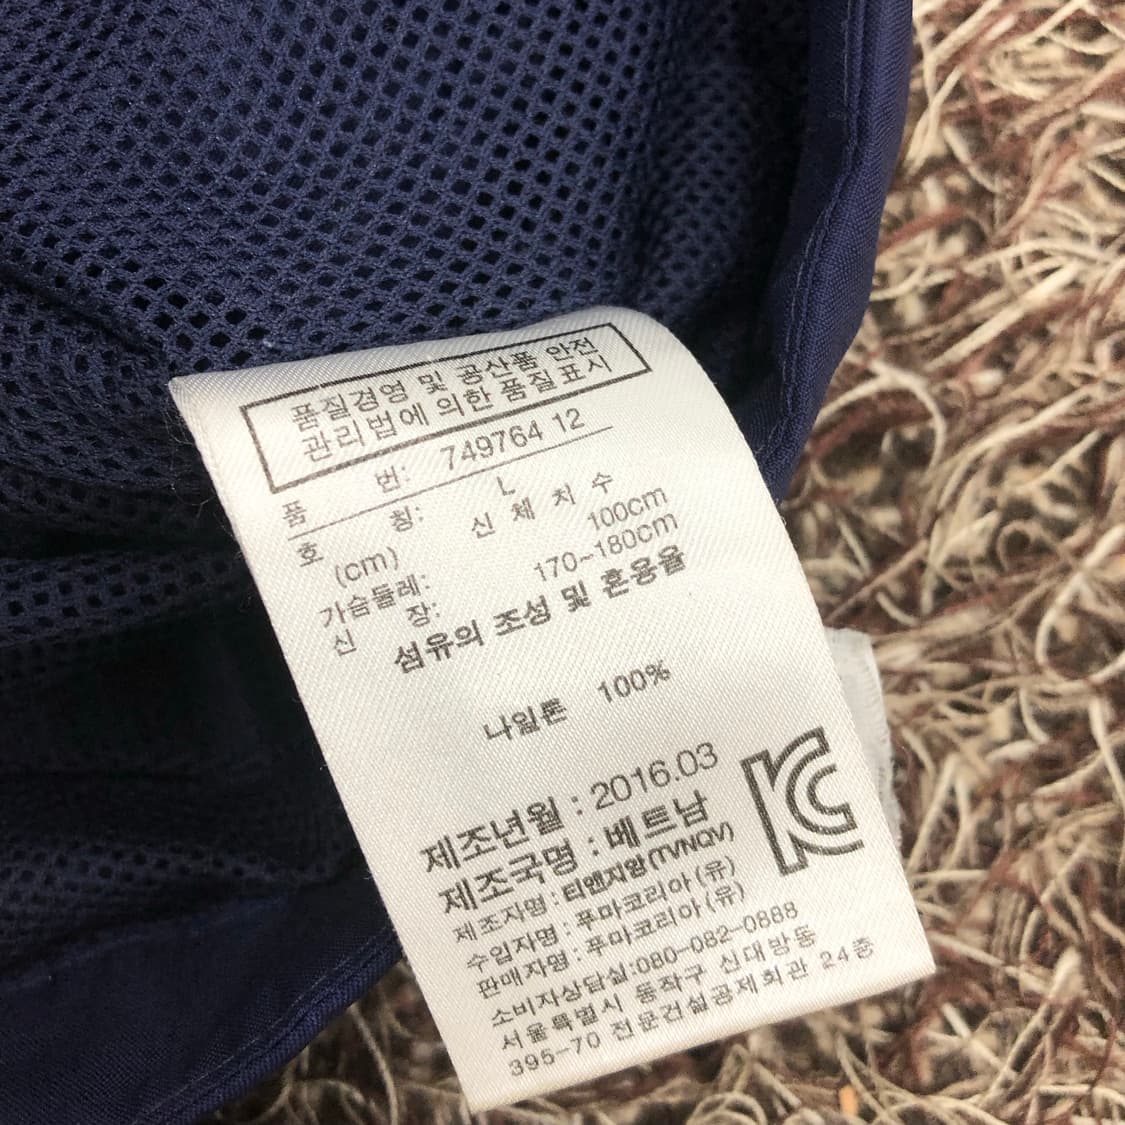 품질경영 및 공산품 안전
관리법에 의한 품질표시
품 번: 749764 12
호 칭: L
(cm) 신 체 치 수
가슴둘레: 100cm
신 장: 170~180cm
섬유의 조성 및 혼용율
나일론 100%
제조년월 : 2016.03
제조국명 : 베트남
제조자명 : 티앤지왐(TVNQV)
수입자명 : 푸마코리아(유)
판매자명 : 푸마코리아(유)
소비자상담실:080-082-0888
서울특별시 동작구 신대방동
395-70 전문건설공제회관 24층
KC